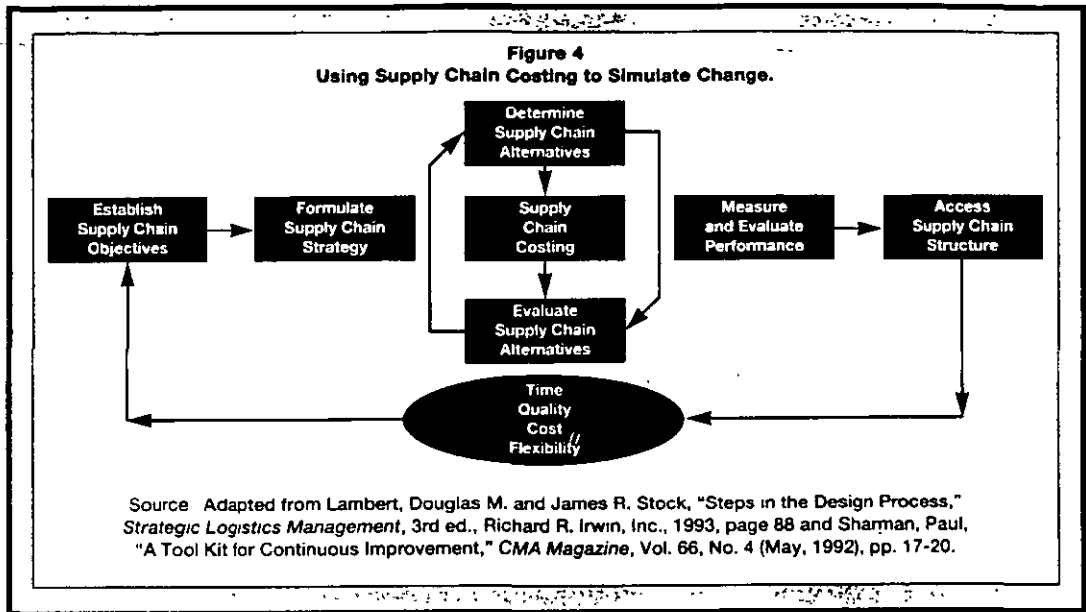 Figure 4
Using Supply Chain Costing to Simulate Change.
Determine
Supply Chain
Alternatives
Establish
Supply Chain
Objectives
Formulate
Supply Chain
Strategy
Supply
Chain
Costing
Measure
and Evaluate
Performance
Access
Supply Chain
Structure
Evaluate
Supply Chain
Alternatives
Time
Quality
Cost
Flexibility
Source Adapted from Lambert, Douglas M. and James R. Stock, "Steps in the Design Process,"
Strategic Logistics Management, 3rd ed., Richard R. Irwin, Inc., 1993, page 88 and Sharman, Paul,
"A Tool Kit for Continuous Improvement," CMA Magazine, Vol. 66, No. 4 (May, 1992), pp. 17-20.